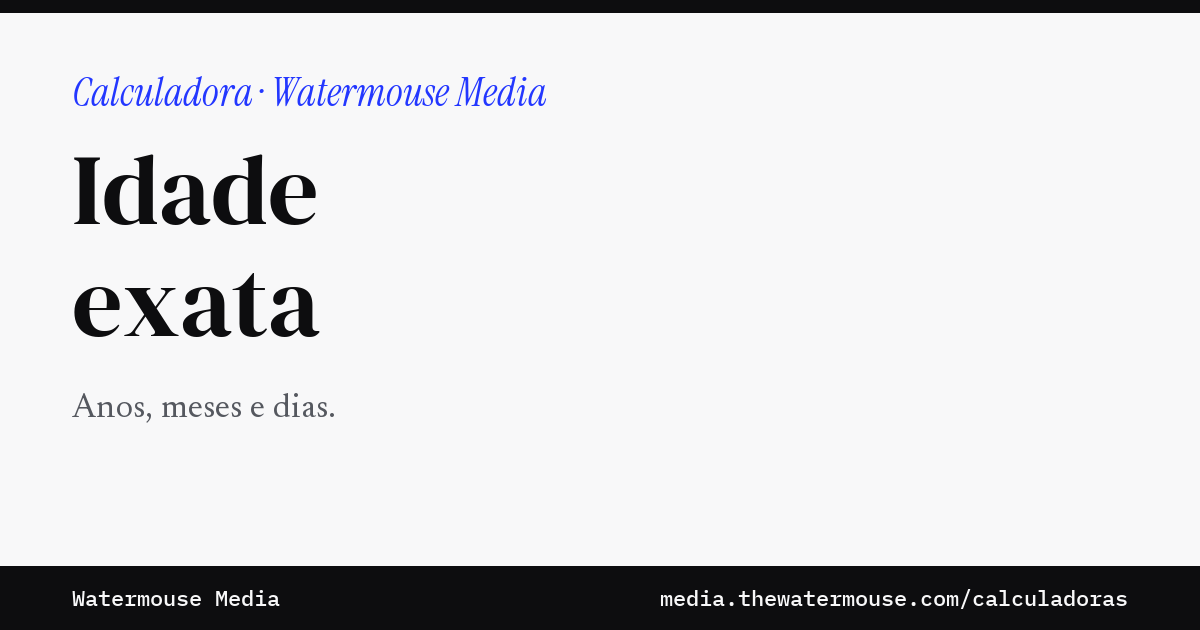 Calculadora · Watermouse Media
Idade
exata
Anos, meses e dias.
Watermouse Media
media.thewatermouse.com/calculadoras